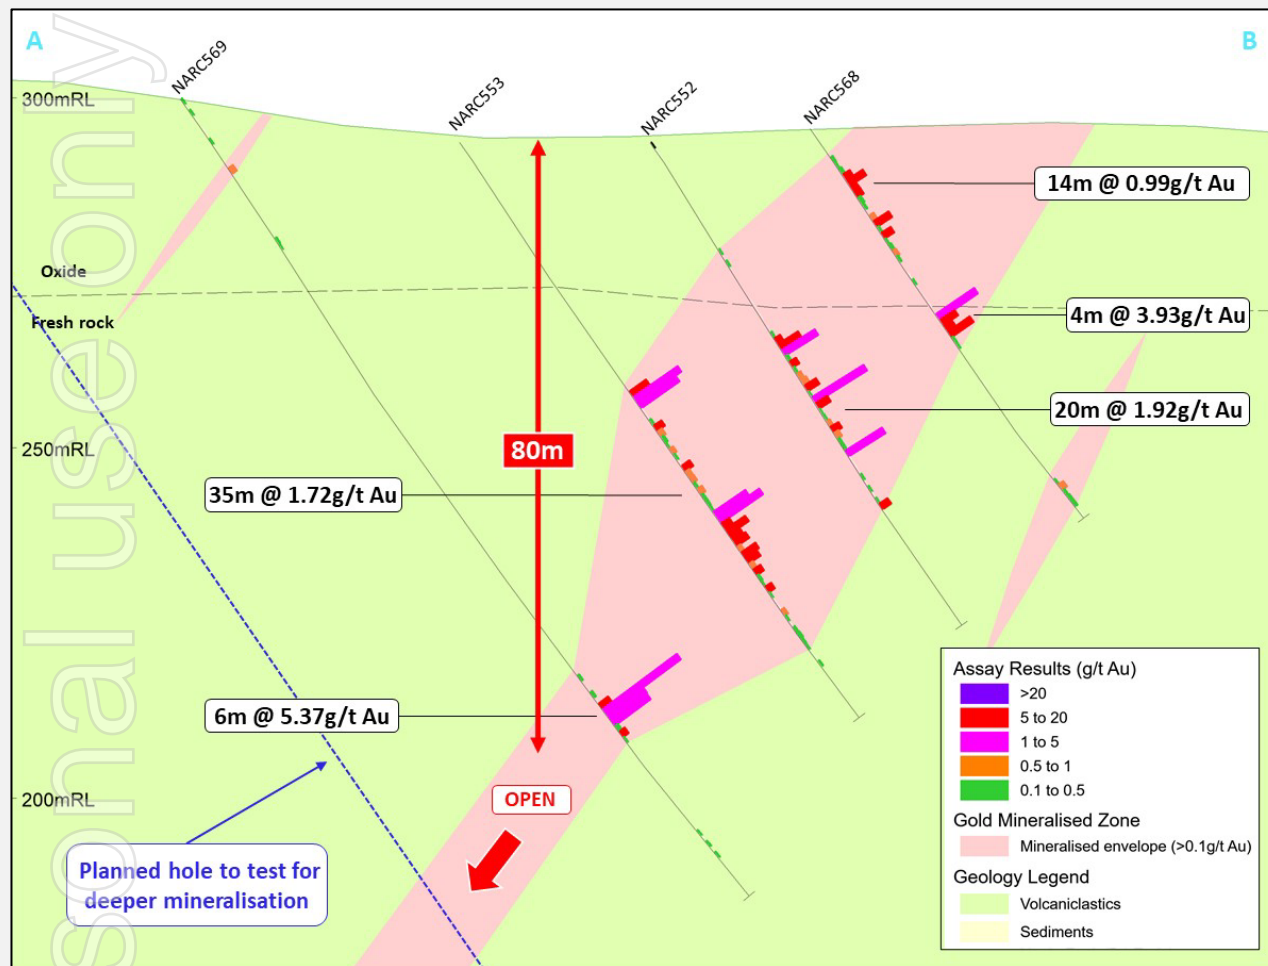 A
B
NARC569
NARC553
NARC552
NARC568
300mRL
14m @ 0.99g/t Au
Oxide
Fresh rock
4m @ 3.93g/t Au
20m @ 1.92g/t Au
250mRL
80m
35m @ 1.72g/t Au
6m @ 5.37g/t Au
200mRL
OPEN
Planned hole to test for
deeper mineralisation
Assay Results (g/t Au)
>20
5 to 20
1 to 5
0.5 to 1
0.1 to 0.5
Gold Mineralised Zone
Mineralised envelope (>0.1g/t Au)
Geology Legend
Volcaniclastics
Sediments
sonal use only